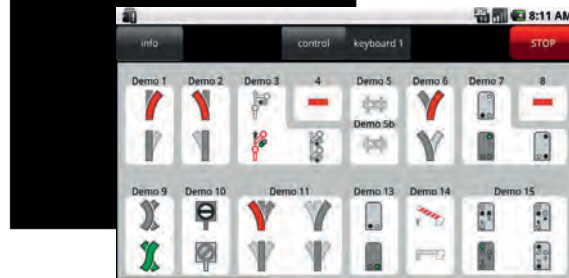 8:11 AM
info control keyboard 1 STOP
Demo 1 Demo 2 Demo 3 4 Demo 5 Demo 6 Demo 7 8
Demo 5b
Demo 9 Demo 10 Demo 11 Demo 13 Demo 14 Demo 15